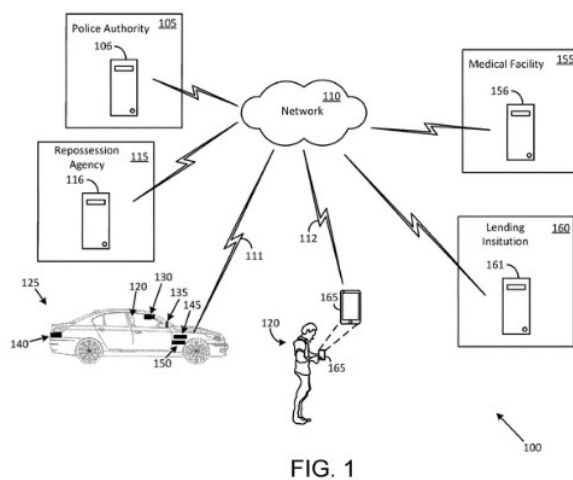 Police Authority 105
106
Repossession 115
Agency
116
110
Network
Medical Facility 155
156
Lending 160
Insitution
161
111
112
125
120
130
135
145
140
150
120
165
165
100
FIG. 1